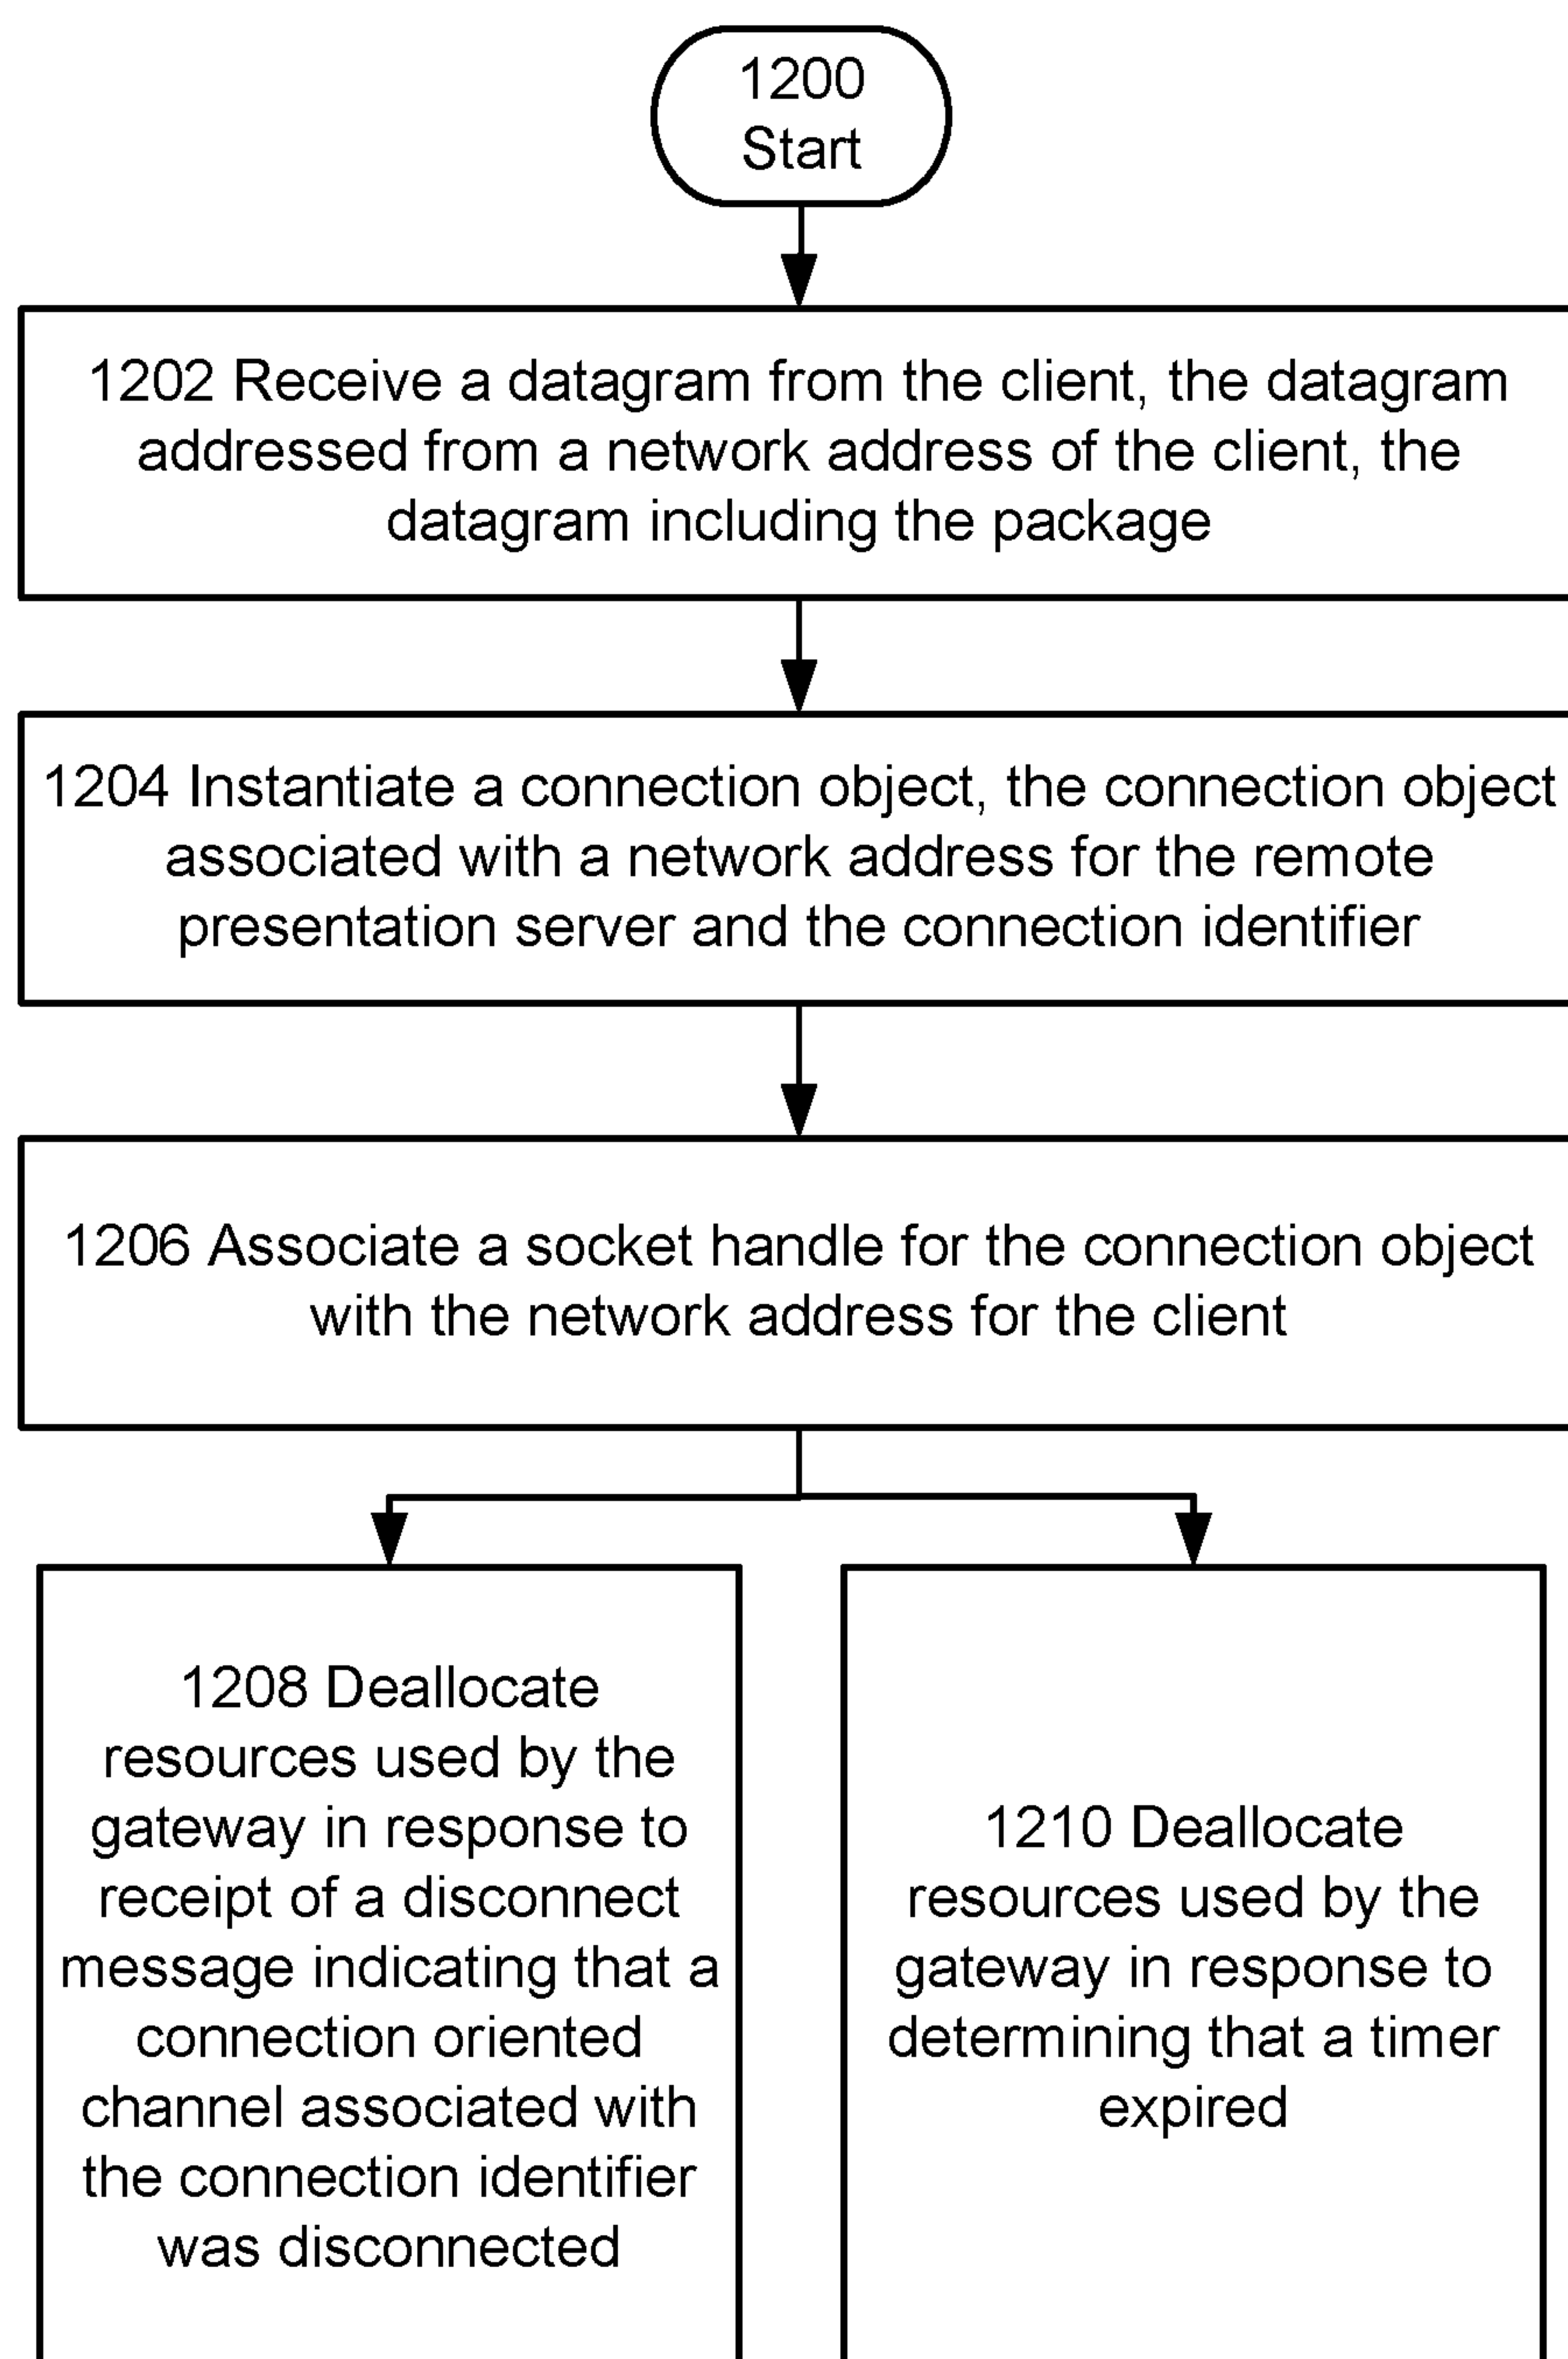 1200
Start
1202 Receive a datagram from the client, the datagram
addressed from a network address of the client, the
datagram including the package
1204 Instantiate a connection object, the connection object
associated with a network address for the remote
presentation server and the connection identifier
1206 Associate a socket handle for the connection object
with the network address for the client
1208 Deallocate
resources used by the
gateway in response to
receipt of a disconnect
message indicating that a
connection oriented
channel associated with
the connection identifier
was disconnected
1210 Deallocate
resources used by the
gateway in response to
determining that a timer
expired